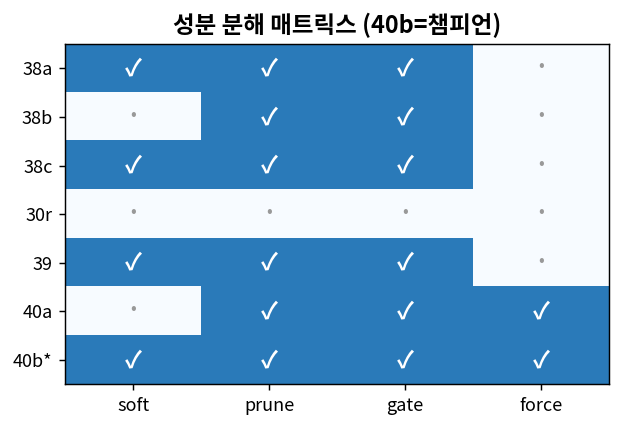 성분 분해 매트릭스 (40b=챔피언)
38a ✓ ✓ ✓ ·
38b · ✓ ✓ ·
38c ✓ ✓ ✓ ·
30r · · · ·
39 ✓ ✓ ✓ ·
40a · ✓ ✓ ✓
40b* ✓ ✓ ✓ ✓
soft prune gate force